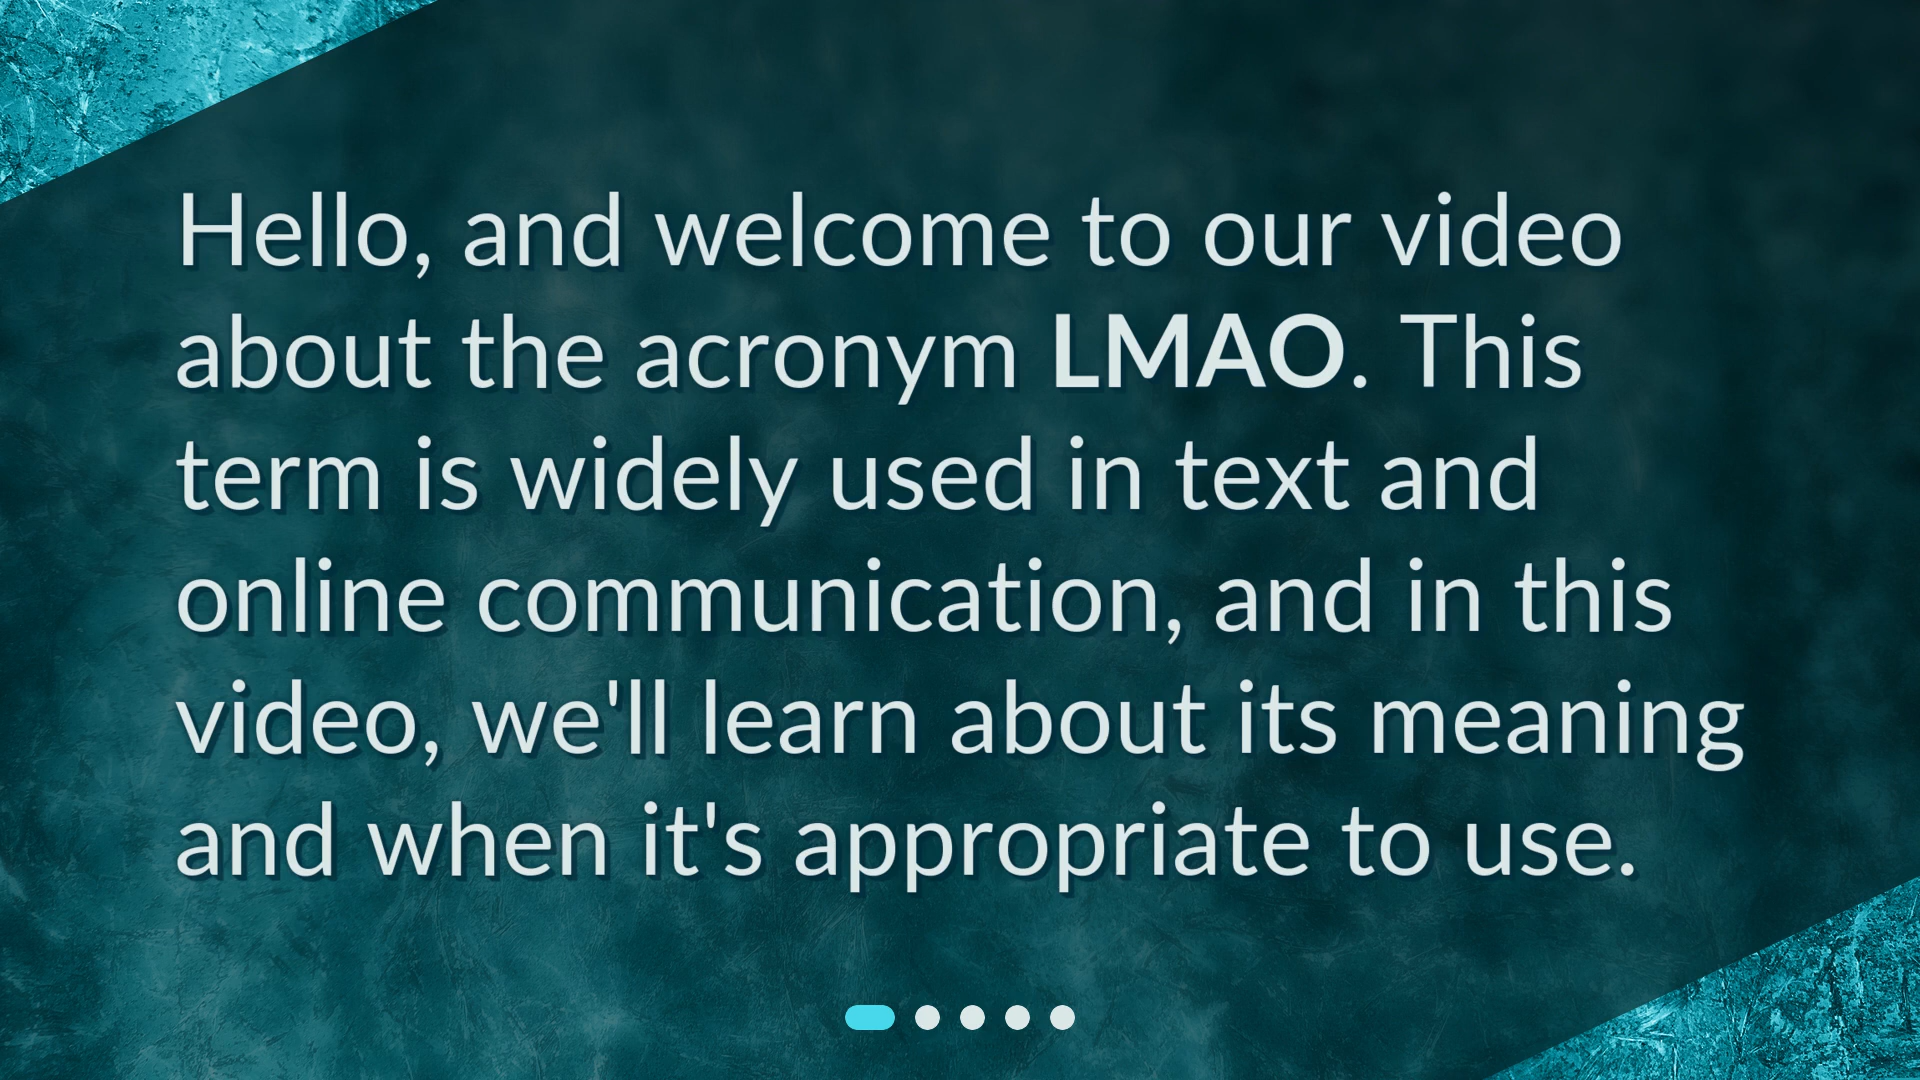 Hello, and welcome to our video
about the acronym LMAO. This
term is widely used in text and
online communication, and in this
video, we'll learn about its meaning
and when it's appropriate to use.